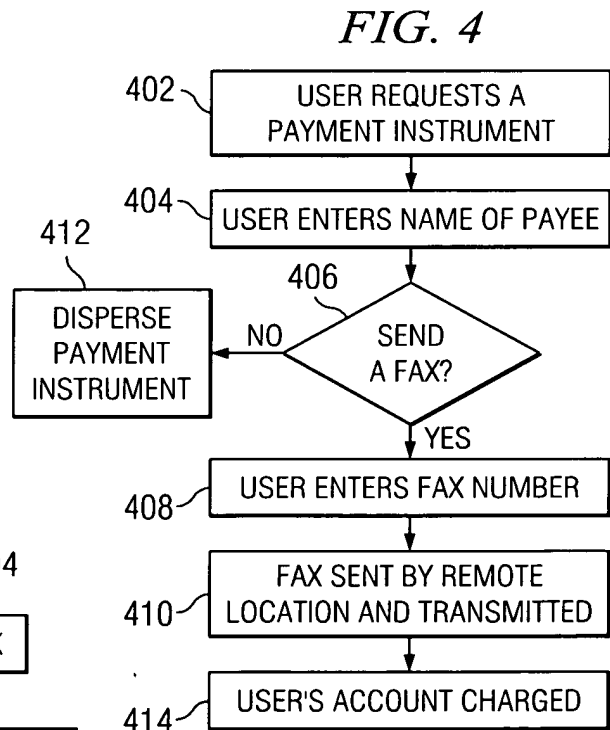 FIG. 4
402
USER REQUESTS A
PAYMENT INSTRUMENT
404
USER ENTERS NAME OF PAYEE
412
DISPERSE
PAYMENT
INSTRUMENT
NO
406
SEND
A FAX?
YES
408
USER ENTERS FAX NUMBER
410
FAX SENT BY REMOTE
LOCATION AND TRANSMITTED
414
USER'S ACCOUNT CHARGED
4
X